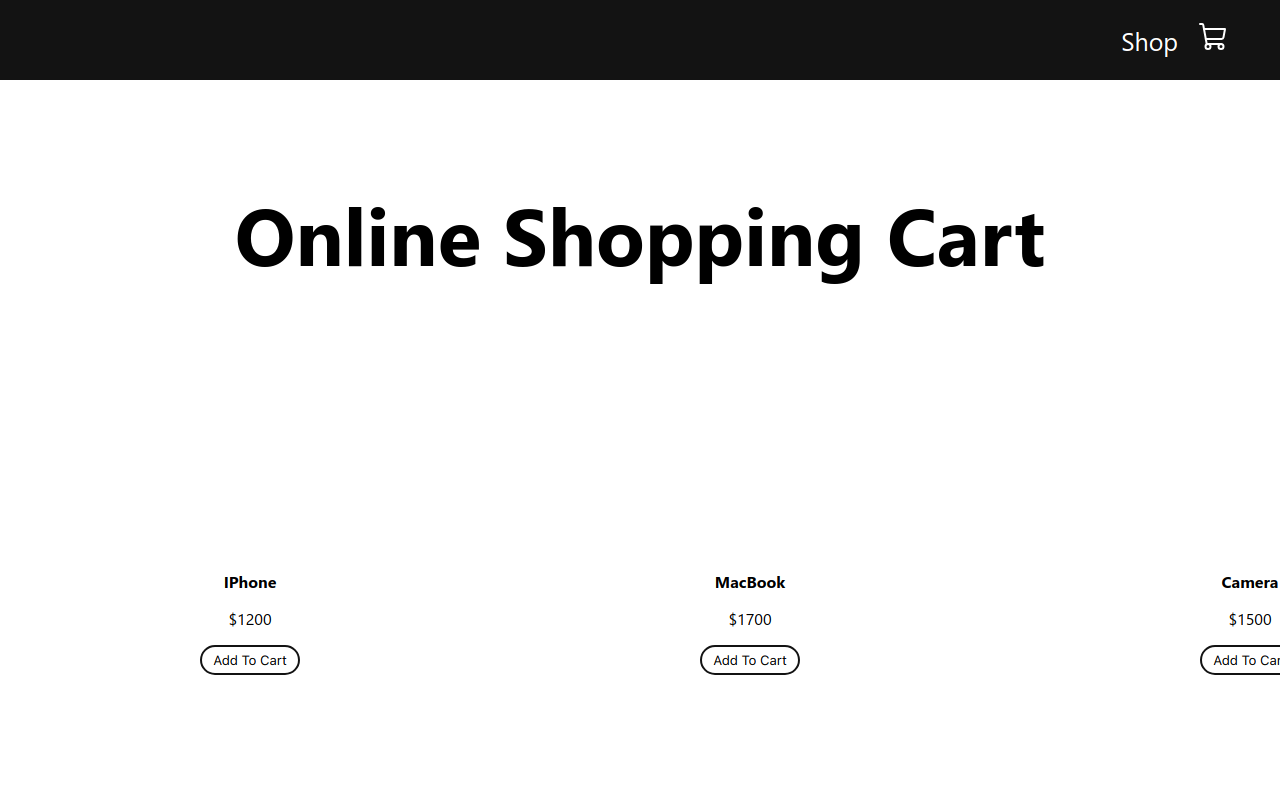 Shop
Online Shopping Cart
IPhone
MacBook
Camera
$1200
$1700
$1500
Add To Cart
Add To Cart
Add To Car